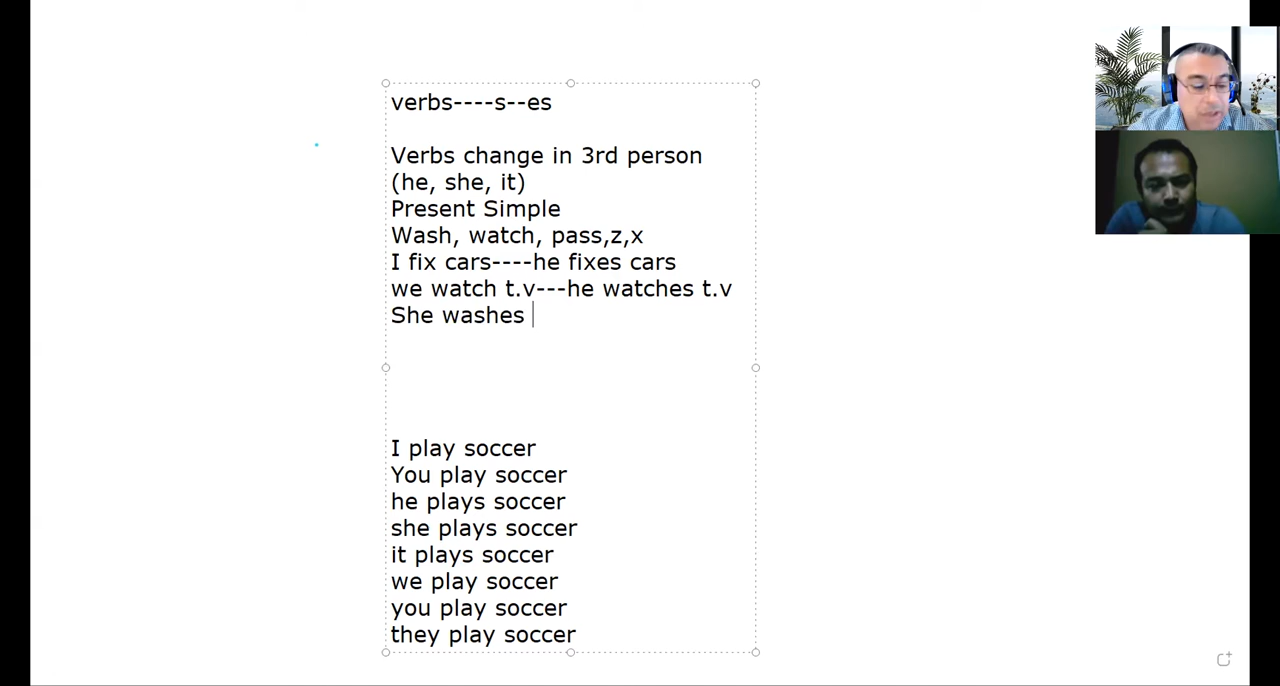 verbs----s--es
Verbs change in 3rd person
(he, she, it)
Present Simple
Wash, watch, pass,z,x
I fix cars----he fixes cars
we watch t.v---he watches t.v
She washes
I play soccer
You play soccer
he plays soccer
she plays soccer
it plays soccer
we play soccer
you play soccer
they play soccer